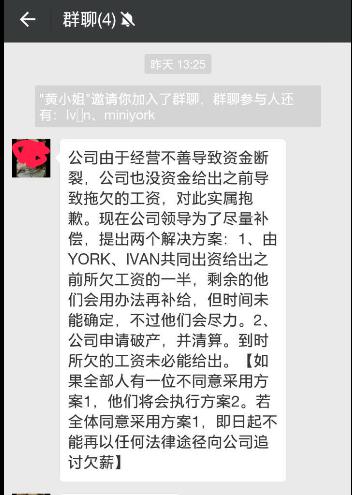 群聊(4)
昨天 13:25
"黄小姐"邀请你加入了群聊，群聊参与人还
有：Iv▯n、miniyork
公司由于经营不善导致资金断
裂，公司也没资金给出之前导
致拖欠的工资，对此实属抱
歉。现在公司领导为了尽量补
偿，提出两个解决方案：1、由
YORK、IVAN共同出资给出之
前所欠工资的一半，剩余的他
们会用办法再补给，但时间未
能确定，不过他们会尽力。2、
公司申请破产，并清算。到时
所欠的工资未必能给出。【如
果全部人有一位不同意采用方
案1，他们将会执行方案2。若
全体同意采用方案1，即日起不
能再以任何法律途径向公司追
讨欠薪】